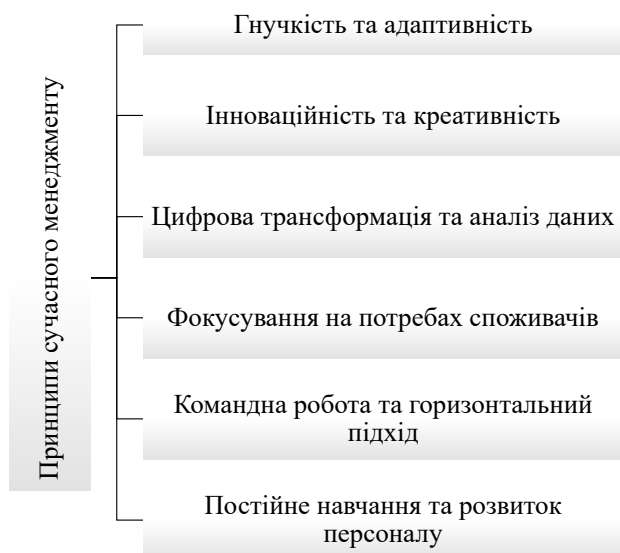 Принципи сучасного менеджменту
Гнучкість та адаптивність
Інноваційність та креативність
Цифрова трансформація та аналіз даних
Фокусування на потребах споживачів
Командна робота та горизонтальний
підхід
Постійне навчання та розвиток
персоналу